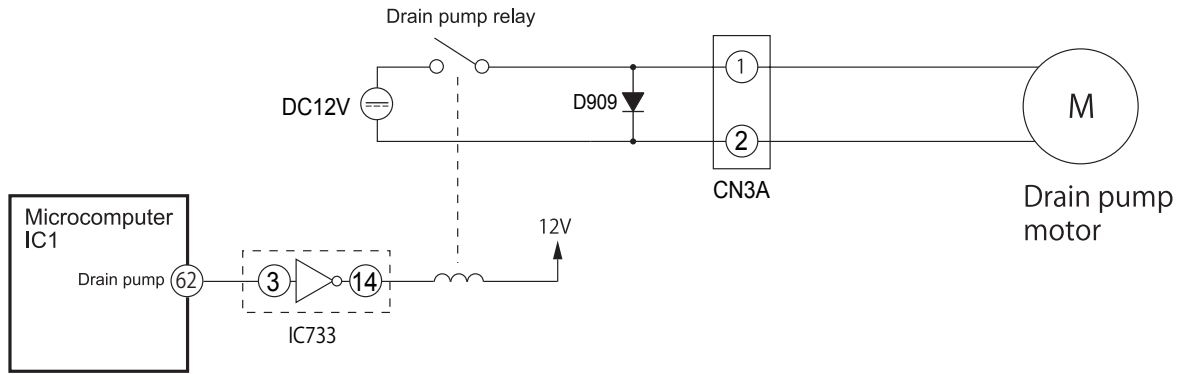 Drain pump relay
DC12V
D909
1
2
CN3A
M
Drain pump
motor
Microcomputer
IC1
Drain pump
62
3
14
IC733
12V